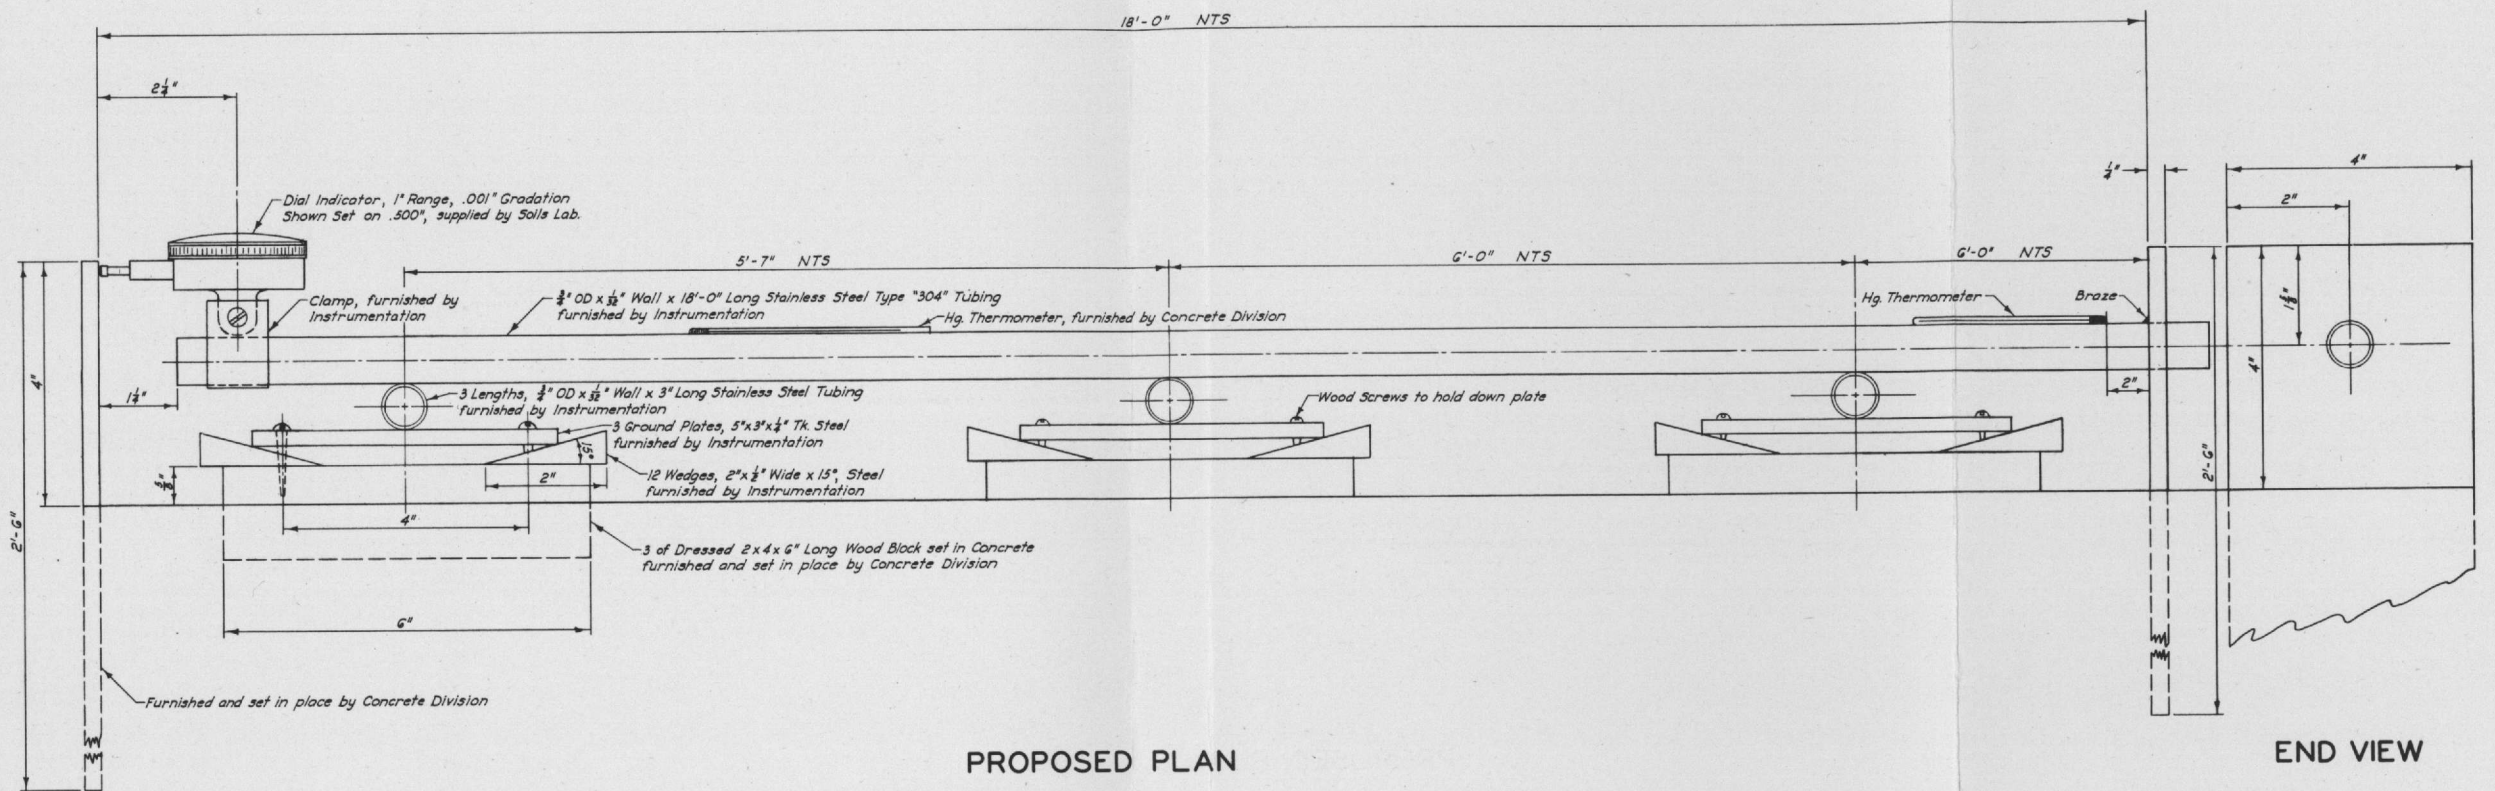 18'-0" NTS
2¼"
¼"
4"
2"
Dial Indicator, 1" Range, .001" Gradation
Shown Set on .500", supplied by Soils Lab.
5'-7" NTS
6'-0" NTS
6'-0" NTS
Clamp, furnished by
Instrumentation
¾" OD x 1/32" Wall x 18'-0" Long Stainless Steel Type "304" Tubing
furnished by Instrumentation
Hg. Thermometer, furnished by Concrete Division
Hg. Thermometer
Braze
1⅝"
4"
4"
1¼"
2"
3 Lengths, ¾" OD x 1/32" Wall x 3" Long Stainless Steel Tubing
furnished by Instrumentation
Wood Screws to hold down plate
3 Ground Plates, 5"x3"x¼" Tk. Steel
furnished by Instrumentation
15°
12 Wedges, 2"x½" Wide x 15°, Steel
furnished by Instrumentation
2"
⅝"
2'-6"
2'-6"
4"
3 of Dressed 2x4x6" Long Wood Block set in Concrete
furnished and set in place by Concrete Division
6"
Furnished and set in place by Concrete Division
PROPOSED PLAN
END VIEW